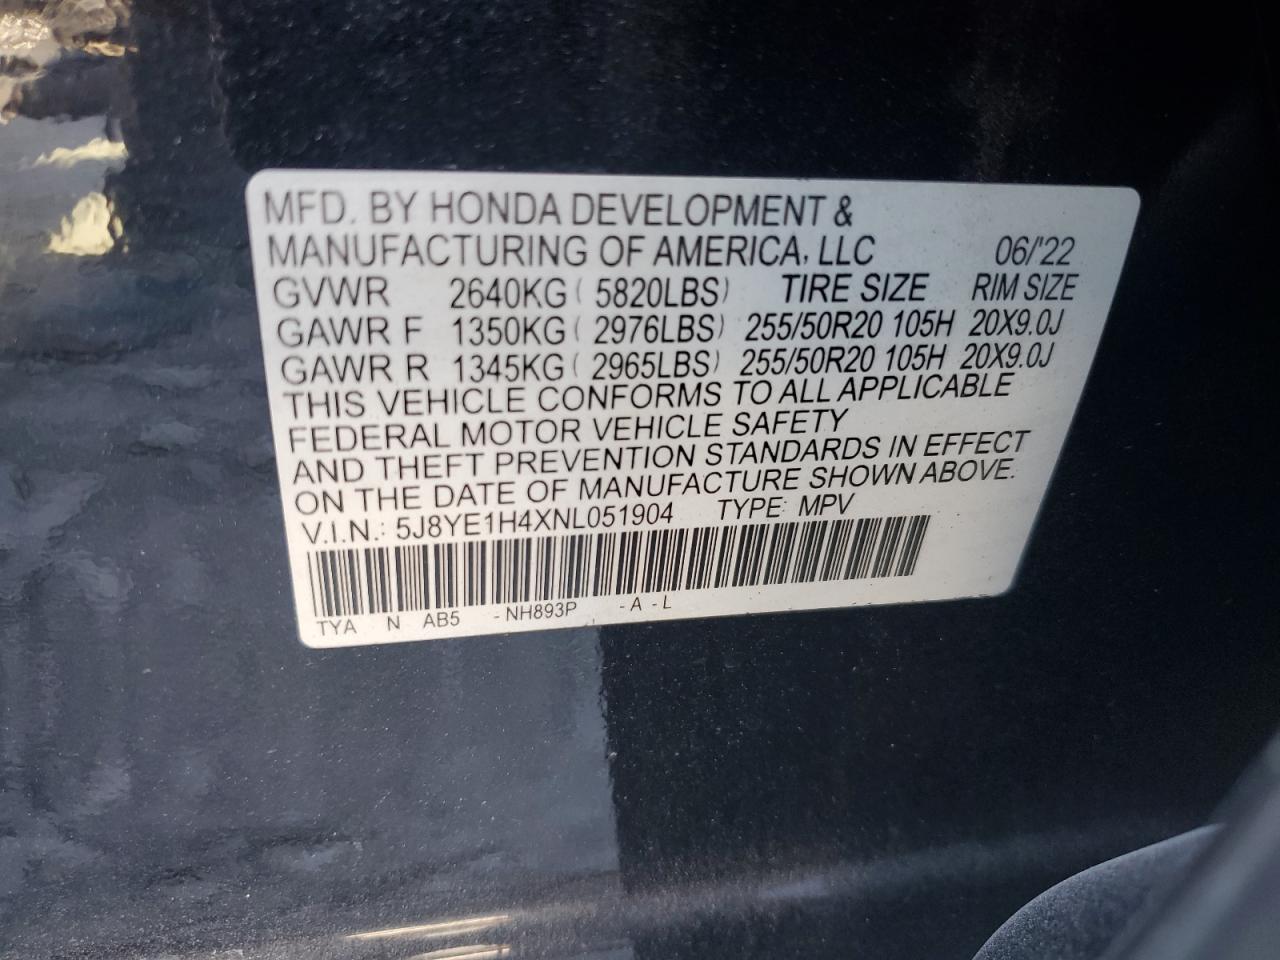 MFD. BY HONDA DEVELOPMENT &
MANUFACTURING OF AMERICA, LLC 06/'22
GVWR 2640KG ( 5820LBS) TIRE SIZE RIM SIZE
GAWR F 1350KG ( 2976LBS) 255/50R20 105H 20X9.0J
GAWR R 1345KG ( 2965LBS) 255/50R20 105H 20X9.0J
THIS VEHICLE CONFORMS TO ALL APPLICABLE
FEDERAL MOTOR VEHICLE SAFETY
AND THEFT PREVENTION STANDARDS IN EFFECT
ON THE DATE OF MANUFACTURE SHOWN ABOVE.
V.I.N.: 5J8YE1H4XNL051904 TYPE: MPV
TYA N AB5 -NH893P -A -L